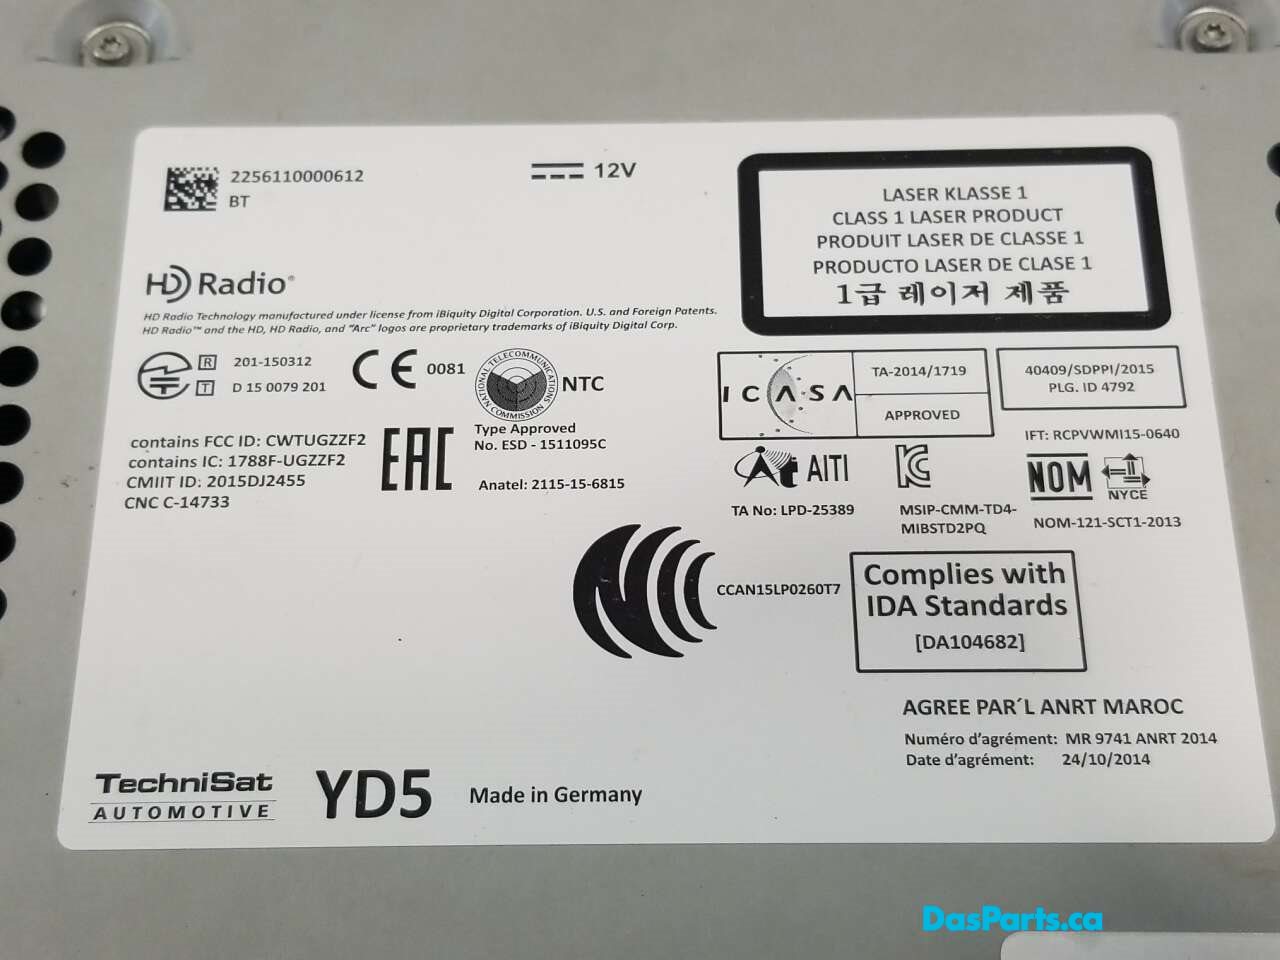 2256110000612
BT
12V
LASER KLASSE 1
CLASS 1 LASER PRODUCT
PRODUIT LASER DE CLASSE 1
PRODUCTO LASER DE CLASE 1
1급 레이저 제품
HD Radio®
HD Radio Technology manufactured under license from iBiquity Digital Corporation. U.S. and Foreign Patents.
HD Radio™ and the HD, HD Radio, and "Arc" logos are proprietary trademarks of iBiquity Digital Corp.
R 201-150312
T D 15 0079 201
CE 0081
NATIONAL TELECOMMUNICATIONS COMMISSION
NTC
Type Approved
No. ESD - 1511095C
ICASA
TA-2014/1719
APPROVED
40409/SDPPI/2015
PLG. ID 4792
IFT: RCPVWMI15-0640
contains FCC ID: CWTUGZZF2
contains IC: 1788F-UGZZF2
CMIIT ID: 2015DJ2455
CNC C-14733
EAC
Anatel: 2115-15-6815
At AITI
TA No: LPD-25389
MSIP-CMM-TD4-
MIBSTD2PQ
NOM
NYCE
NOM-121-SCT1-2013
CCAN15LP0260T7
Complies with
IDA Standards
[DA104682]
AGREE PAR´L ANRT MAROC
Numéro d'agrément: MR 9741 ANRT 2014
Date d'agrément: 24/10/2014
TechniSat
AUTOMOTIVE
YD5
Made in Germany
DasParts.ca